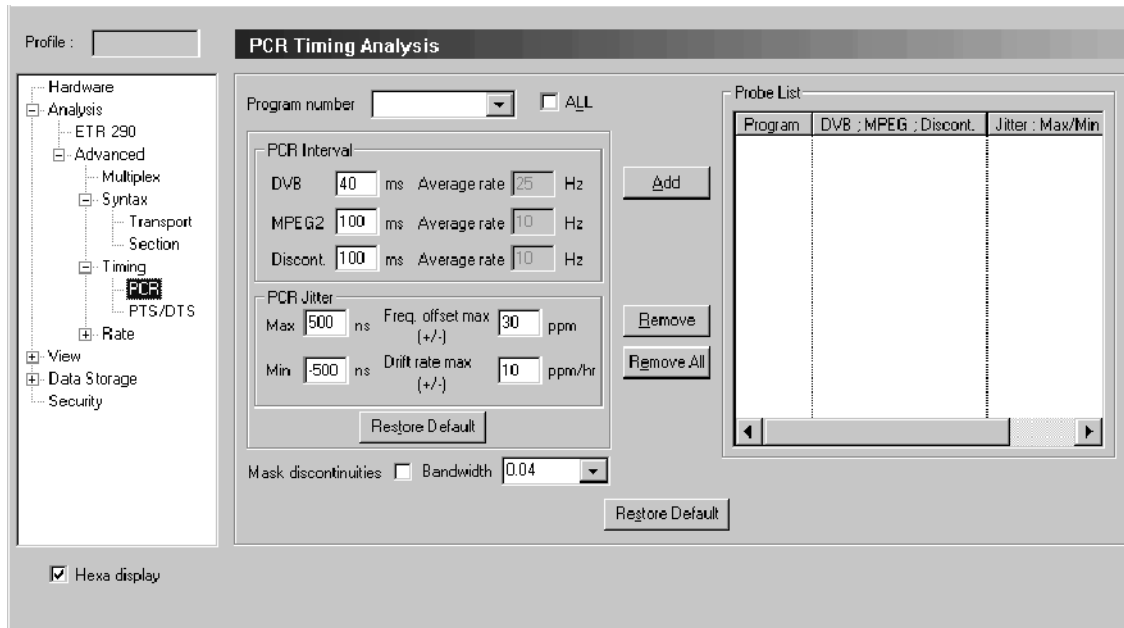 Profile :
PCR Timing Analysis
Hardware
Analysis
ETR 290
Advanced
Multiplex
Syntax
Transport
Section
Timing
PCR
PTS/DTS
Rate
View
Data Storage
Security
Hexa display
Program number
ALL
PCR Interval
DVB 40 ms Average rate 25 Hz
MPEG2 100 ms Average rate 10 Hz
Discont. 100 ms Average rate 10 Hz
PCR Jitter
Max 500 ns Freq. offset max (+/-) 30 ppm
Min -500 ns Drift rate max (+/-) 10 ppm/hr
Restore Default
Mask discontinuities Bandwidth 0.04
Add
Remove
Remove All
Restore Default
Probe List
Program DVB ; MPEG ; Discont. Jitter : Max/Min